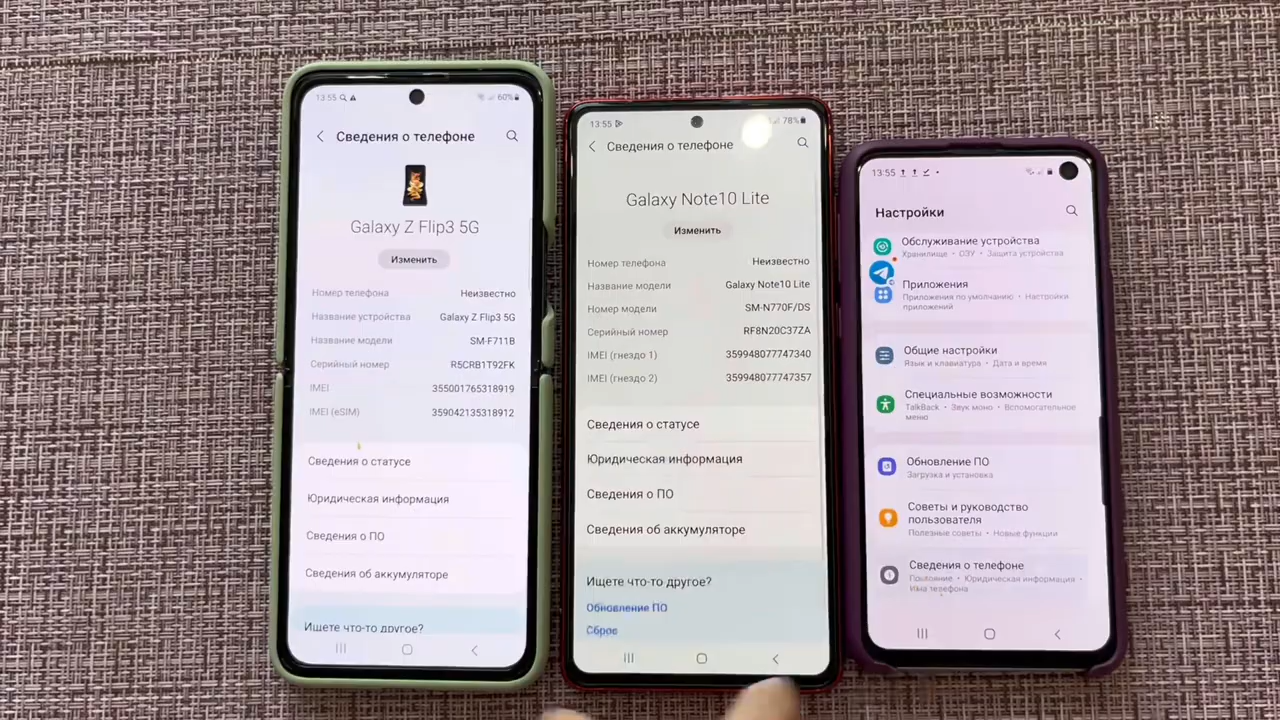 13:55
60%
Сведения о телефоне
Galaxy Z Flip3 5G
Изменить
Номер телефона Неизвестно
Название устройства Galaxy Z Flip3 5G
Название модели SM-F711B
Серийный номер R5CRB1T92FK
IMEI 355001765318919
IMEI (eSIM) 359042135318912
Сведения о статусе
Юридическая информация
Сведения о ПО
Сведения об аккумуляторе
Ищете что-то другое?
13:55
78%
Сведения о телефоне
Galaxy Note10 Lite
Изменить
Номер телефона Неизвестно
Название модели Galaxy Note10 Lite
Номер модели SM-N770F/DS
Серийный номер RF8N20C37ZA
IMEI (гнездо 1) 359948077747340
IMEI (гнездо 2) 359948077747357
Сведения о статусе
Юридическая информация
Сведения о ПО
Сведения об аккумуляторе
Ищете что-то другое?
Обновление ПО
Сброс
13:55
Настройки
Обслуживание устройства
Хранилище • ОЗУ • Защита устройства
Приложения
Приложения по умолчанию • Настройки
приложений
Общие настройки
Язык и клавиатура • Дата и время
Специальные возможности
TalkBack • Звук моно • Вспомогательное
меню
Обновление ПО
Загрузка и установка
Советы и руководство
пользователя
Полезные советы • Новые функции
Сведения о телефоне
Состояние • Юридическая информация •
Имя телефона